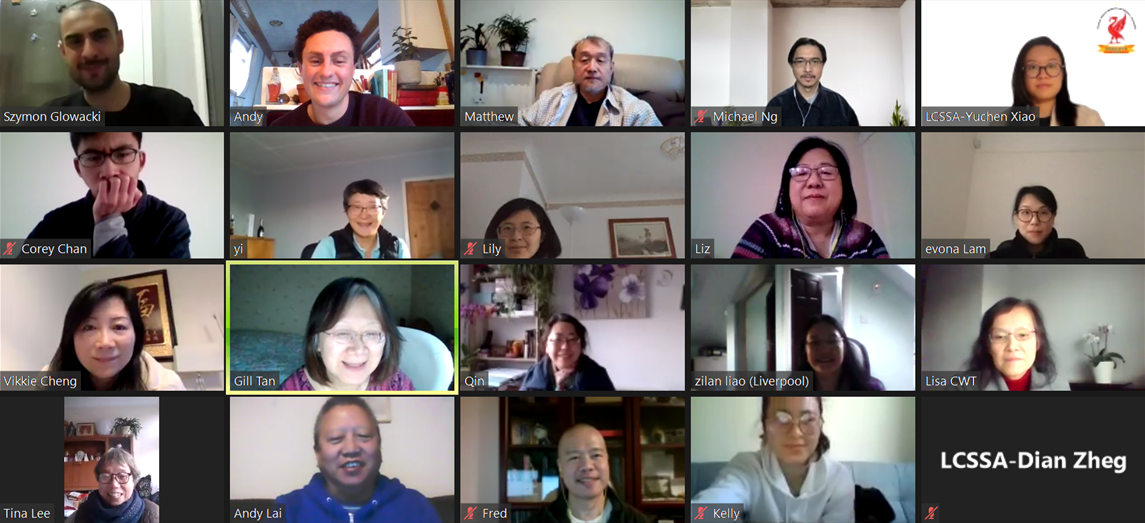 Szymon Glowacki
Andy
Matthew
Michael Ng
LCSSA-Yuchen Xiao
Corey Chan
yi
Lily
Liz
evona Lam
Vikkie Cheng
Gill Tan
Qin
zilan liao (Liverpool)
Lisa CWT
Tina Lee
Andy Lai
Fred
Kelly
LCSSA-Dian Zheg